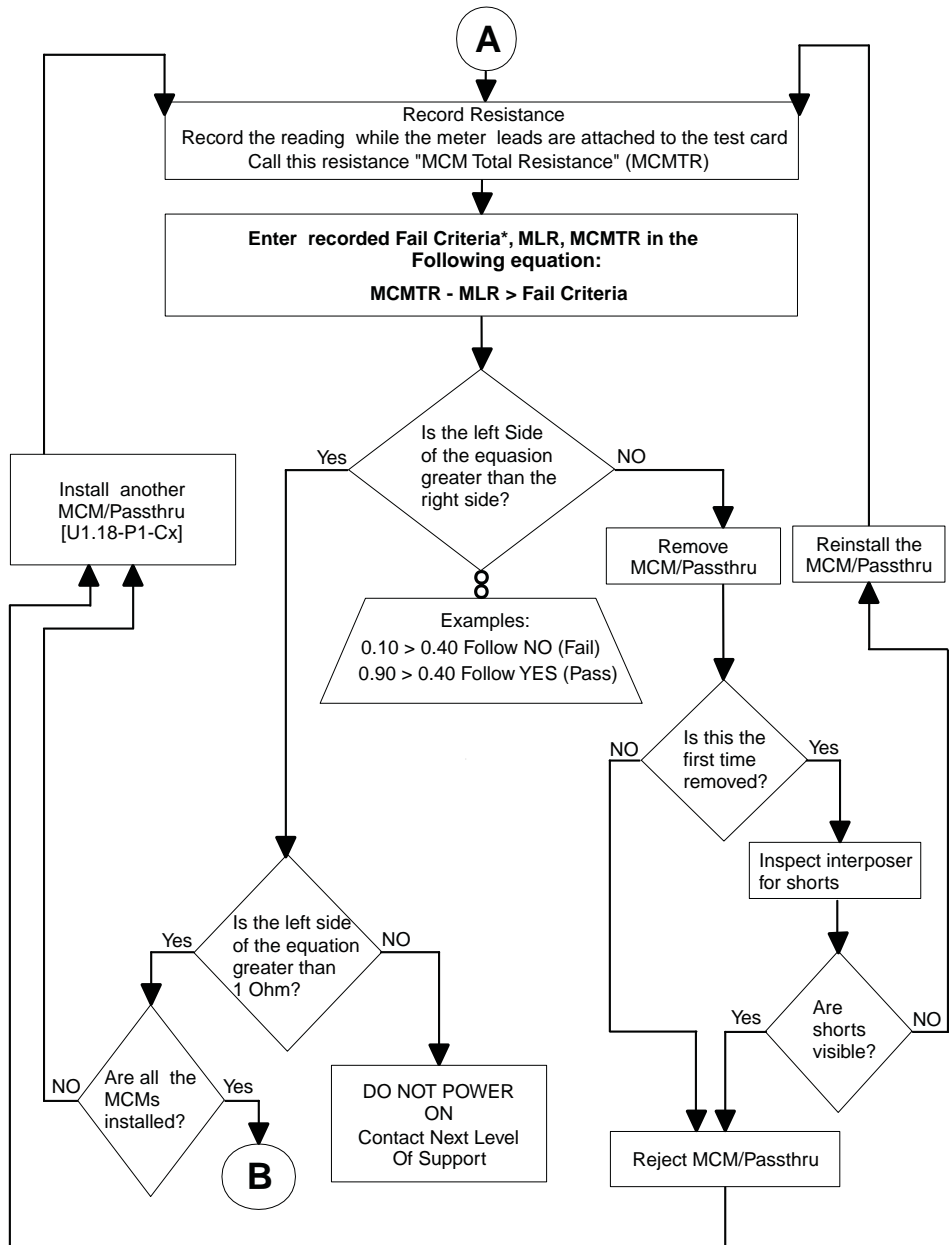 A
Record Resistance
Record the reading while the meter leads are attached to the test card
Call this resistance "MCM Total Resistance" (MCMTR)
Enter recorded Fail Criteria*, MLR, MCMTR in the
Following equation:
MCMTR - MLR > Fail Criteria
Is the left Side
of the equasion
greater than the
right side?
Yes
NO
Install another
MCM/Passthru
[U1.18-P1-Cx]
Remove
MCM/Passthru
Reinstall the
MCM/Passthru
Examples:
0.10 > 0.40 Follow NO (Fail)
0.90 > 0.40 Follow YES (Pass)
Is this the
first time
removed?
NO
Yes
Inspect interposer
for shorts
Is the left side
of the equation
greater than
1 Ohm?
Yes
NO
Are
shorts
visible?
Yes
NO
Are all the
MCMs
installed?
NO
Yes
B
DO NOT POWER
ON
Contact Next Level
Of Support
Reject MCM/Passthru